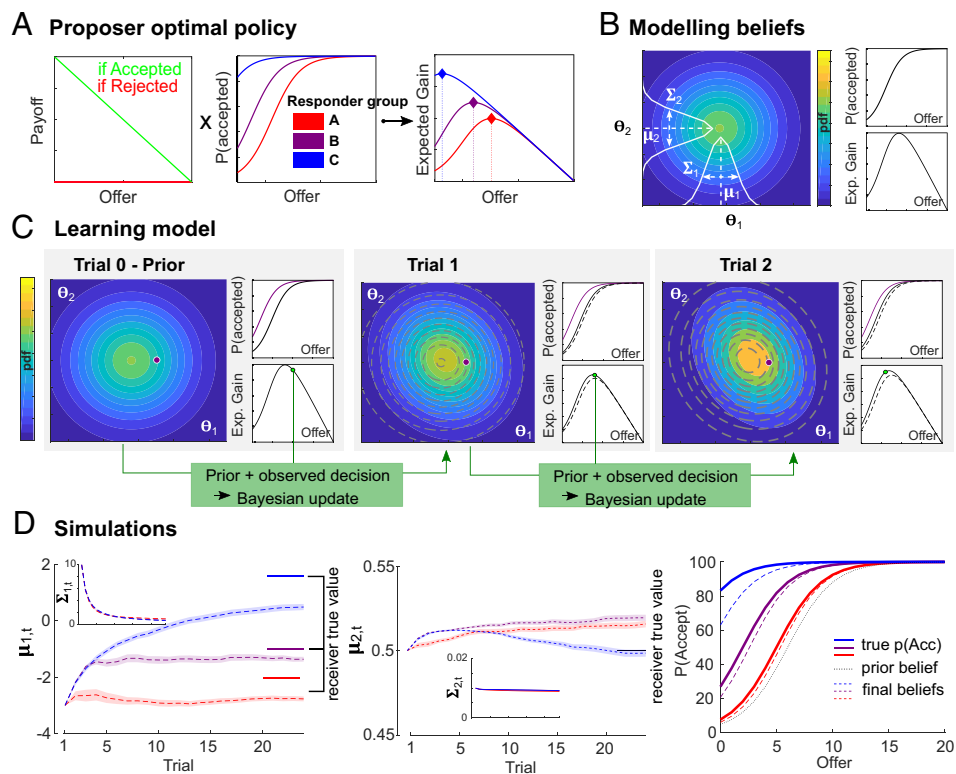 A Proposer optimal policy
Payoff
if Accepted
if Rejected
Offer
X
P(accepted)
Responder group
A
B
C
Offer
Expected Gain
Offer
B Modelling beliefs
Σ2
θ2
μ2
Σ1
μ1
θ1
pdf
P(accepted)
Exp. Gain
Offer
C Learning model
Trial 0 - Prior
pdf
θ2
θ1
P(accepted)
Offer
Exp. Gain
Offer
Trial 1
θ2
θ1
P(accepted)
Offer
Exp. Gain
Offer
Trial 2
θ2
θ1
P(accepted)
Offer
Exp. Gain
Offer
Prior + observed decision
Bayesian update
Prior + observed decision
Bayesian update
D Simulations
μ1,t
2
0
-2
-4
Σ1,t
10
0
1 5 10 15 20
Trial
receiver true value
μ2,t
0.55
0.5
0.45
Σ2,t
0.02
0
1 5 10 15 20
Trial
receiver true value
P(Accept)
100
80
60
40
20
0
true p(Acc)
prior belief
final beliefs
0 5 10 15 20
Offer